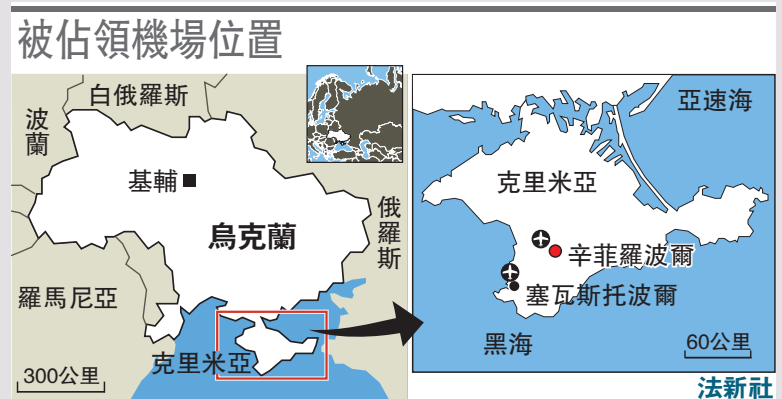 被佔領機場位置
白俄羅斯
波蘭
基輔
烏克蘭
俄羅斯
羅馬尼亞
克里米亞
300公里
亞速海
克里米亞
辛菲羅波爾
塞瓦斯托波爾
黑海
60公里
法新社